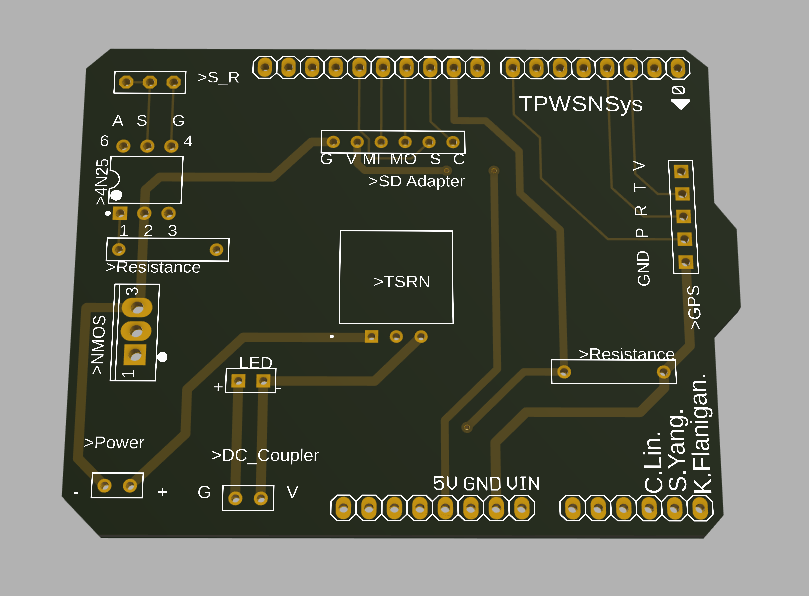 >S_R
TPWSNSys
0
A S G
6 4
>4N25
G V MI MO S C
>SD Adapter
V
T
R
P
GND
>GPS
1 2 3
>Resistance
3
>NMOS
1
>TSRN
LED
+ -
>Resistance
>Power
- +
>DC_Coupler
G V
5V GND VIN
C.Lin.
S.Yang.
K.Flanigan.